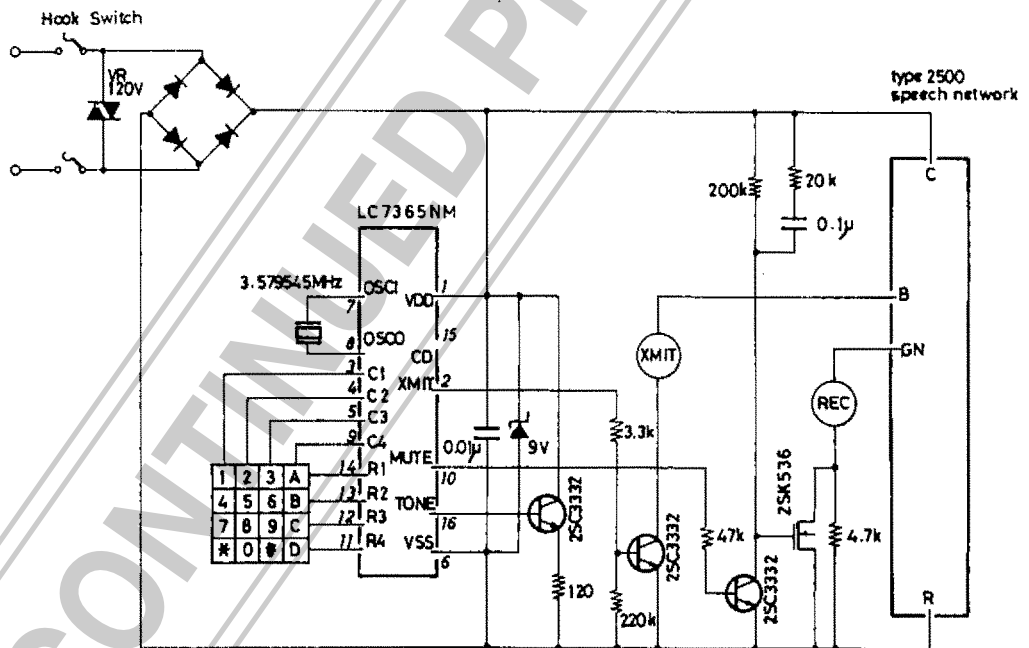 Hook Switch
VR
120V
type 2500
speech network
LC7365NM
3.579545MHz
OSCI
7
VDD
1
15
8
OSCO
CD
3
C1
XMIT
2
4
C2
5
C3
9
C4
MUTE
10
14
R1
13
R2
TONE
16
12
R3
11
R4
VSS
6
1 2 3 A
4 5 6 B
7 8 9 C
* 0 # D
0.01µ
9V
2SC3332
120
3.3k
220k
2SC3332
XMIT
47k
2SC3332
200k
20k
0.1µ
2SK536
4.7k
REC
C
B
GN
R
CONTINUED P